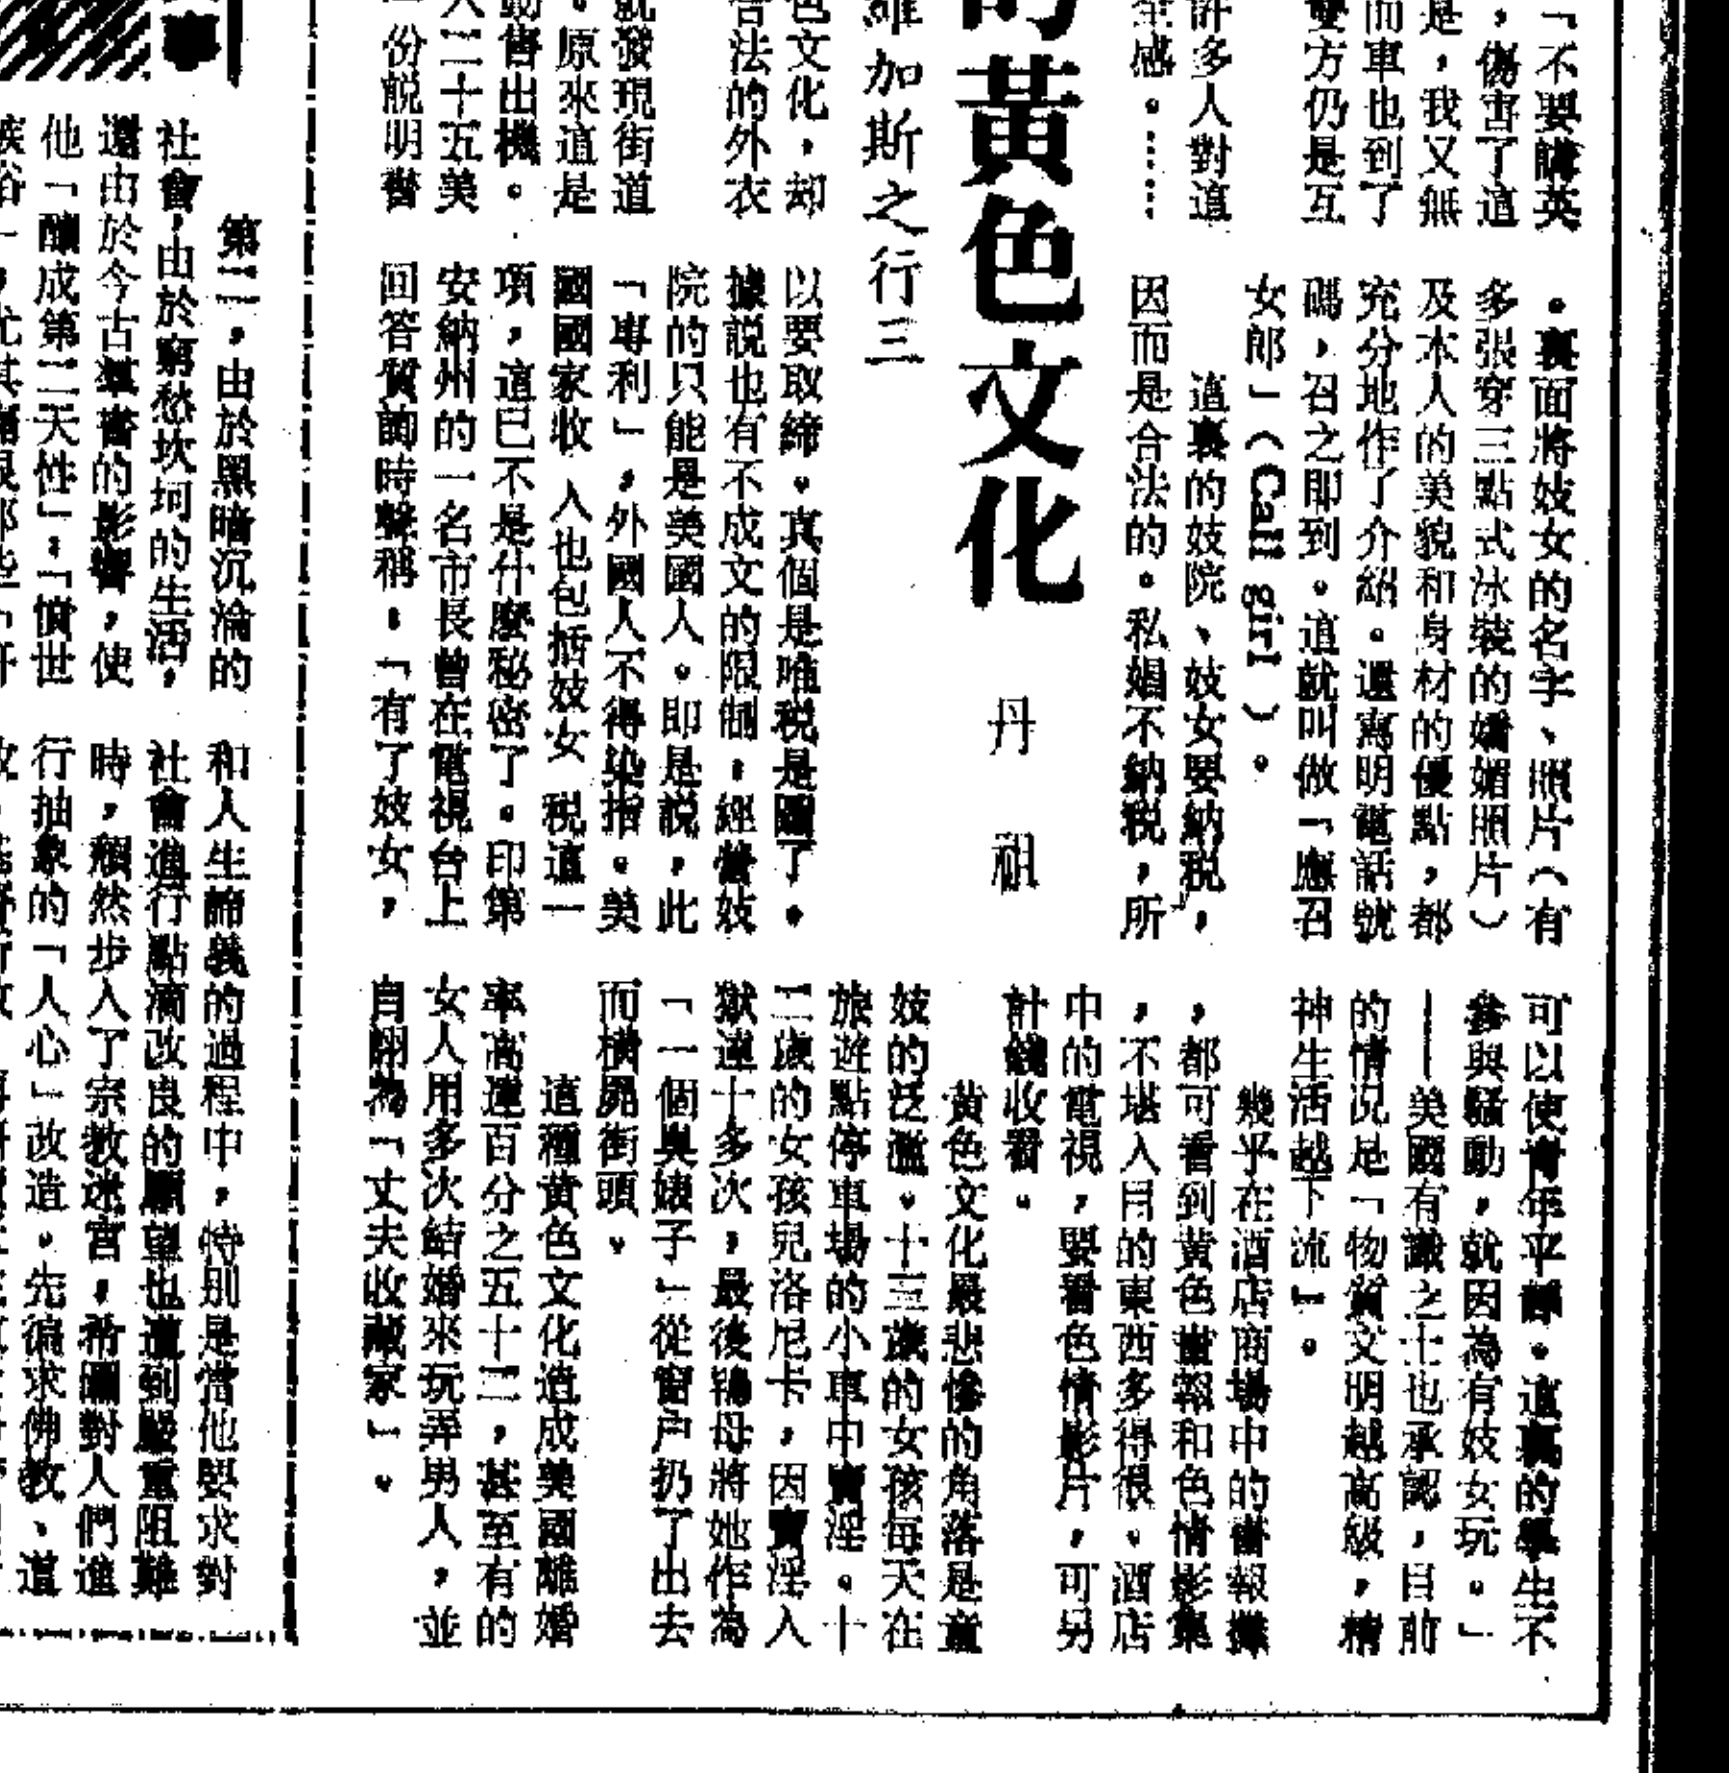 的黃色文化
維加斯之行三
丹祖
「不要講英
，傷害了這
是，我又無
而車也到了
雙方仍是互
許多人對這
全感。……
色文化，却
合法的外衣
就發現街道
。原來這是
動售出機。
入二十五美
一份説明書
。裏面將妓女的名字、照片（有
多張穿三點式泳裝的嬌媚照片）
及本人的美貌和身材的優點，都
充分地作了介紹。還寫明電話號
碼，召之即到。這就叫做「應召
女郎」（Call girl）。
這裏的妓院、妓女要納税，
因而是合法的。私娼不納税，所
以要取締。真個是唯税是圖了。
據説也有不成文的限制：經營妓
院的只能是美國人。即是説，此
「專利」，外國人不得染指。美
國國家收入也包括妓女税這一
項，這已不是什麼秘密了。印第
安納州的一名市長曾在電視台上
回答質詢時聲稱：「有了妓女，
可以使青年平靜。這裏的學生不
參與騷動，就因為有妓女玩。」
——美國有識之士也承認，目前
的情況是「物質文明越高級，精
神生活越下流」。
幾乎在酒店商場中的書報攤
，都可看到黃色畫報和色情影集
，不堪入目的東西多得很。酒店
中的電視，要看色情影片，可另
計錢收看。
黃色文化最悲慘的角落是童
妓的泛濫。十三歲的女孩每天在
旅遊點停車場的小車中賣淫。十
二歲的女孩兒洛尼卡，因賣淫入
獄達十多次，最後鴇母將她作為
「一個臭婊子」從窗户扔了出去
而橫屍街頭。
這種黃色文化造成美國離婚
率高達百分之五十三，甚至有的
女人用多次結婚來玩弄男人，並
自詡為「丈夫收藏家」。
第二，由於黑暗沉淪的
社會，由於窮愁坎坷的生活，
還由於今古羣書的影響，使
他「釀成第二天性」：「憤世
和人生諦義的過程中，特別是當他要求對
社會進行點滴改良的願望也遭到嚴重阻難
時，頹然步入了宗教迷宮，希圖對人們進
行抽象的「人心」改造。先徧求佛教、道